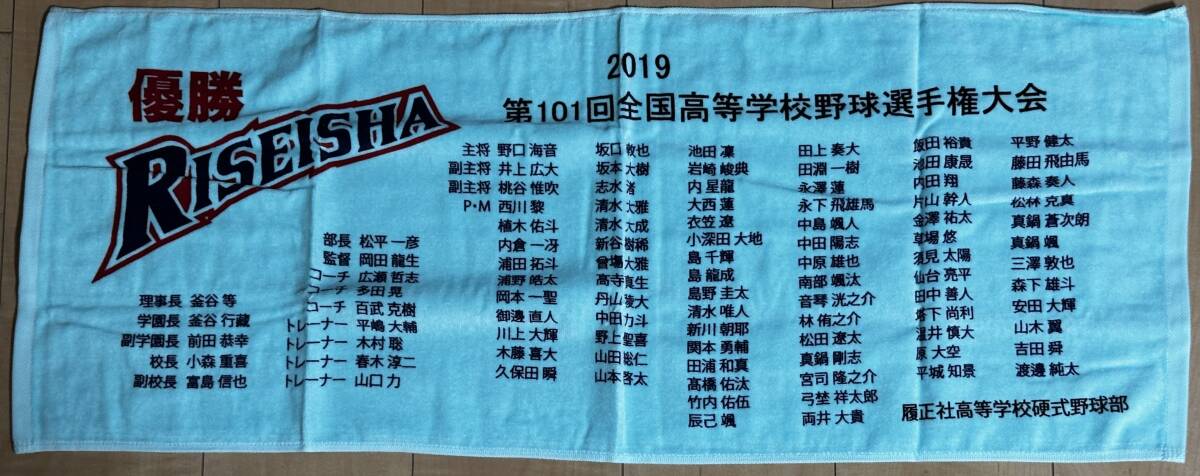 優勝
RISEISHA
2019
第101回全国高等学校野球選手権大会
理事長 釜谷 等
学園長 釜谷 行藏
副学園長 前田 恭幸
校長 小森 重喜
副校長 富島 信也
部長 松平 一彦
監督 岡田 龍生
コーチ 広瀬 哲志
コーチ 多田 晃
コーチ 百武 克樹
トレーナー 平嶋 大輔
トレーナー 木村 聡
トレーナー 春木 淳二
トレーナー 山口 力
主将 野口 海音
副主将 井上 広大
副主将 桃谷 惟吹
P・M 西川 黎
植木 佑斗
内倉 一冴
浦田 拓斗
浦野 皓太
岡本 一聖
御邊 直人
川上 大輝
木藤 喜大
久保田 瞬
坂口 敦也
坂本 大樹
志水 渚
清水 大雅
清水 大成
新谷 樹稀
曾場 大雅
高寺 真生
丹山 陵大
中田 力斗
野上 聖喜
山田 聡仁
山本 啓太
池田 凛
岩崎 峻典
内 星龍
大西 蓮
衣笠 遼
小深田 大地
島 千輝
島 龍成
島野 圭太
清水 唯人
新川 朝耶
関本 勇輔
田浦 和真
髙橋 佑汰
竹内 佑伍
辰己 颯
田上 奏大
田淵 一樹
永澤 蓮
永下 飛雄馬
中島 颯人
中田 陽志
中原 雄也
南部 颯汰
音琴 洸之介
林 侑之介
松田 遼太
真鍋 剛志
宮司 隆之介
弓埜 祥太郎
両井 大貴
飯田 裕貴
池田 康晟
内田 翔
片山 幹人
金澤 祐太
草場 悠
須見 太陽
仙台 亮平
田中 善人
塔下 尚利
温井 慎大
原 大空
平城 知景
平野 健太
藤田 飛由馬
藤森 奏人
松林 克真
真鍋 蒼次朗
真鍋 颯
三澤 敦也
森下 雄斗
安田 大輝
山木 翼
吉田 舜
渡邊 純太
履正社高等学校硬式野球部